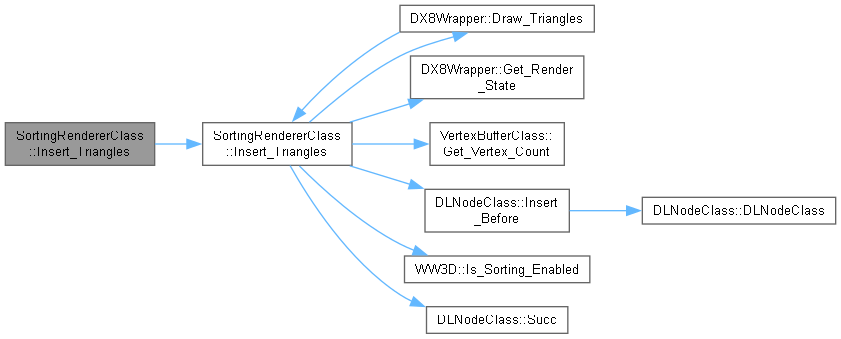 DX8Wrapper::Draw_Triangles
DX8Wrapper::Get_Render
_State
SortingRendererClass
::Insert_Triangles
SortingRendererClass
::Insert_Triangles
VertexBufferClass::
Get_Vertex_Count
DLNodeClass::Insert
_Before
DLNodeClass::DLNodeClass
WW3D::Is_Sorting_Enabled
DLNodeClass::Succ